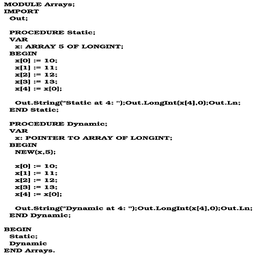 MODULE Arrays;
IMPORT
Out;
PROCEDURE Static;
VAR
x: ARRAY 5 OF LONGINT;
BEGIN
x[0] := 10;
x[1] := 11;
x[2] := 12;
x[3] := 13;
x[4] := x[0];
Out.String("Static at 4: ");Out.LongInt(x[4],0);Out.Ln;
END Static;
PROCEDURE Dynamic;
VAR
x: POINTER TO ARRAY OF LONGINT;
BEGIN
NEW(x,5);
x[0] := 10;
x[1] := 11;
x[2] := 12;
x[3] := 13;
x[4] := x[0];
Out.String("Dynamic at 4: ");Out.LongInt(x[4],0);Out.Ln;
END Dynamic;
BEGIN
Static;
Dynamic
END Arrays.